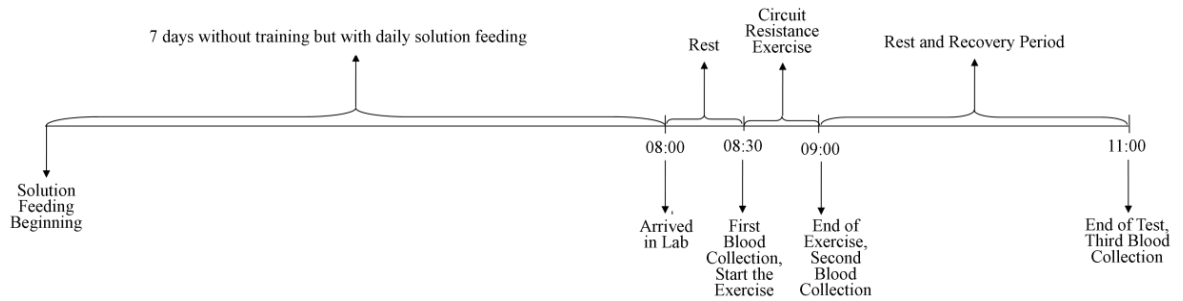 7 days without training but with daily solution feeding
Rest
Circuit
Resistance
Exercise
Rest and Recovery Period
08:00
08:30
09:00
11:00
Solution
Feeding
Beginning
Arrived
in Lab
First
Blood
Collection,
Start the
Exercise
End of
Exercise,
Second
Blood
Collection
End of Test,
Third Blood
Collection